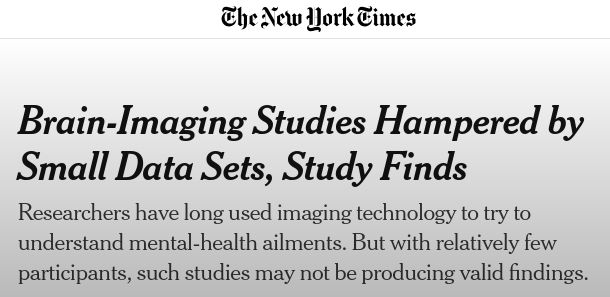 The New York Times
Brain-Imaging Studies Hampered by
Small Data Sets, Study Finds
Researchers have long used imaging technology to try to
understand mental-health ailments. But with relatively few
participants, such studies may not be producing valid findings.